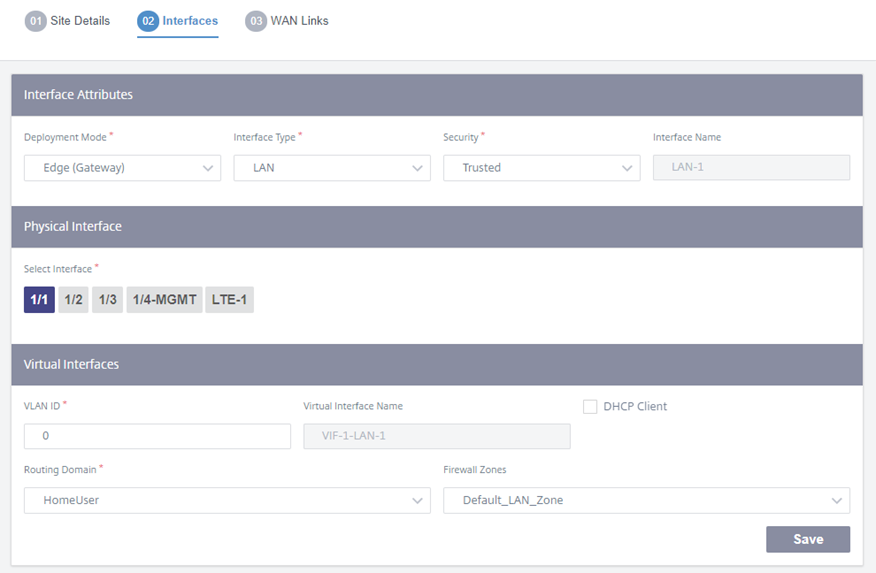 01 Site Details 02 Interfaces 03 WAN Links
Interface Attributes
Deployment Mode * Interface Type * Security * Interface Name
Edge (Gateway) LAN Trusted LAN-1
Physical Interface
Select Interface *
1/1 1/2 1/3 1/4-MGMT LTE-1
Virtual Interfaces
VLAN ID * Virtual Interface Name DHCP Client
0 VIF-1-LAN-1
Routing Domain * Firewall Zones
HomeUser Default_LAN_Zone
Save